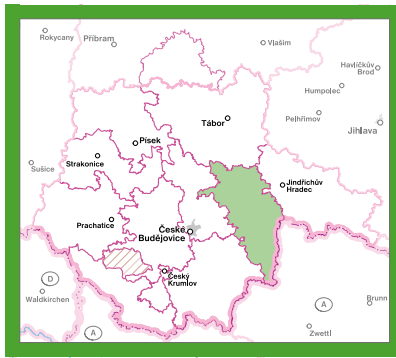 Rokycany
Příbram
Vlašim
Havlíčkův
Brod
Humpolec
Pelhřimov
Jihlava
Tábor
Písek
Strakonice
Sušice
Jindřichův
Hradec
Prachatice
České
Budějovice
Český
Krumlov
D
Waldkirchen
A
A
Brunn
Zwettl